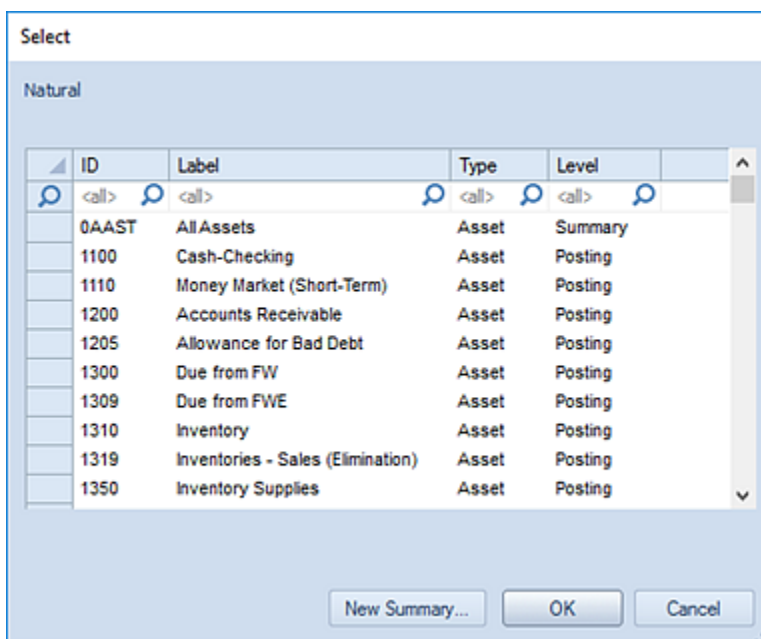 Select
Natural
ID Label Type Level
<all> <all> <all> <all>
0AAST All Assets Asset Summary
1100 Cash-Checking Asset Posting
1110 Money Market (Short-Term) Asset Posting
1200 Accounts Receivable Asset Posting
1205 Allowance for Bad Debt Asset Posting
1300 Due from FW Asset Posting
1309 Due from FWE Asset Posting
1310 Inventory Asset Posting
1319 Inventories - Sales (Elimination) Asset Posting
1350 Inventory Supplies Asset Posting
New Summary... OK Cancel